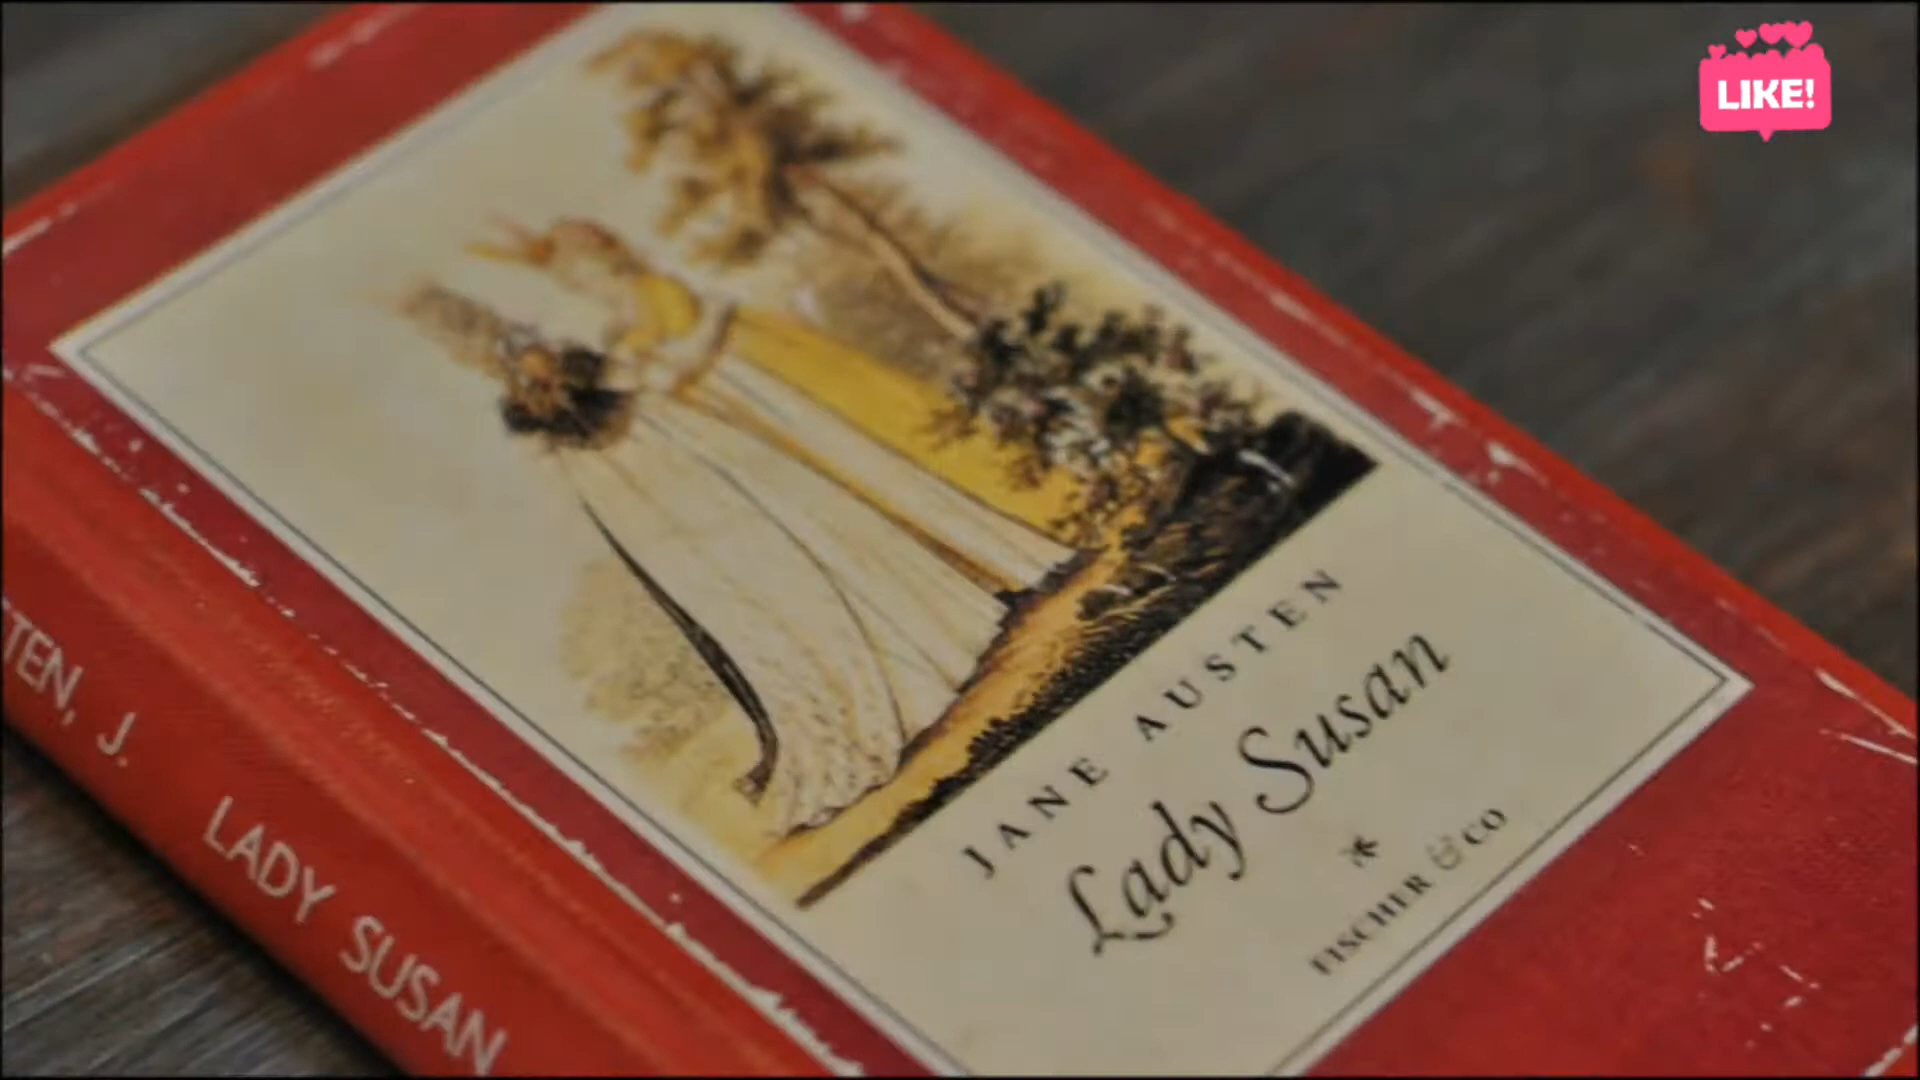 LIKE!
JANE AUSTEN
Lady Susan
FISCHER & CO
TEN, J. LADY SUSAN